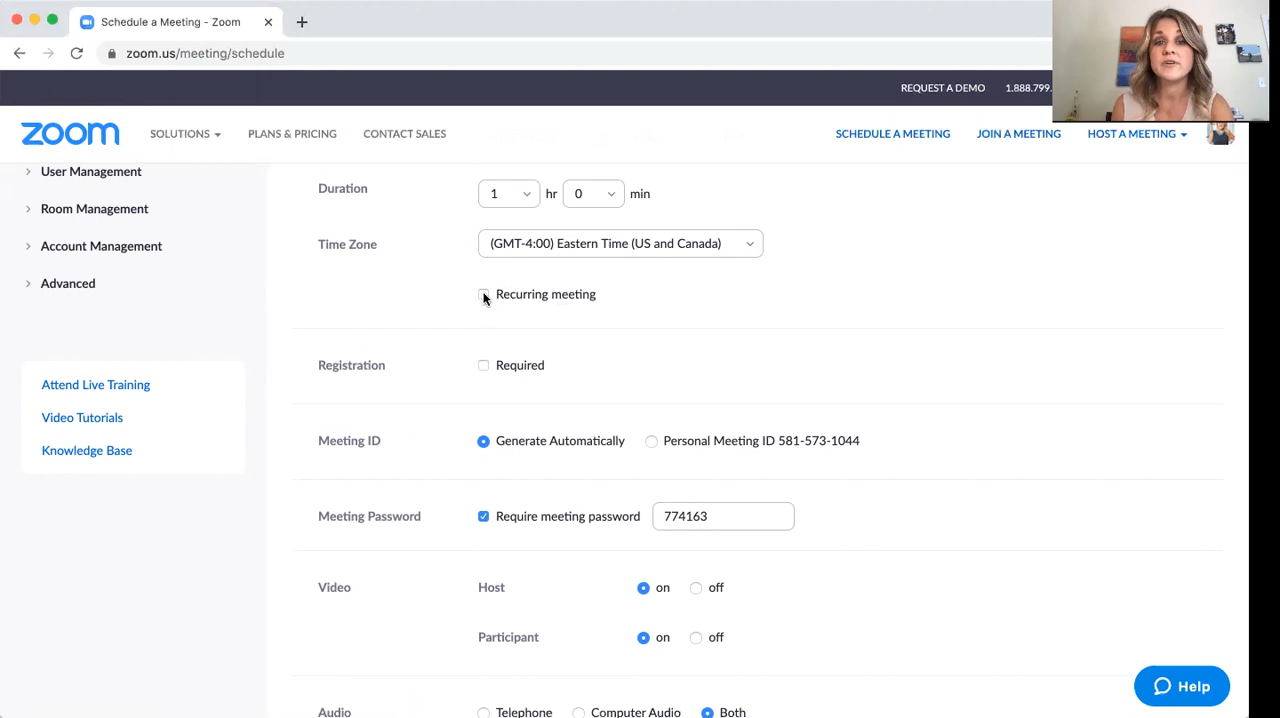 Schedule a Meeting - Zoom
zoom.us/meeting/schedule
REQUEST A DEMO 1.888.799.
zoom SOLUTIONS PLANS & PRICING CONTACT SALES SCHEDULE A MEETING JOIN A MEETING HOST A MEETING
User Management
Room Management
Account Management
Advanced
Attend Live Training
Video Tutorials
Knowledge Base
Duration 1 hr 0 min
Time Zone (GMT-4:00) Eastern Time (US and Canada)
Recurring meeting
Registration Required
Meeting ID Generate Automatically Personal Meeting ID 581-573-1044
Meeting Password Require meeting password 774163
Video Host on off
Participant on off
Audio Telephone Computer Audio Both
Help